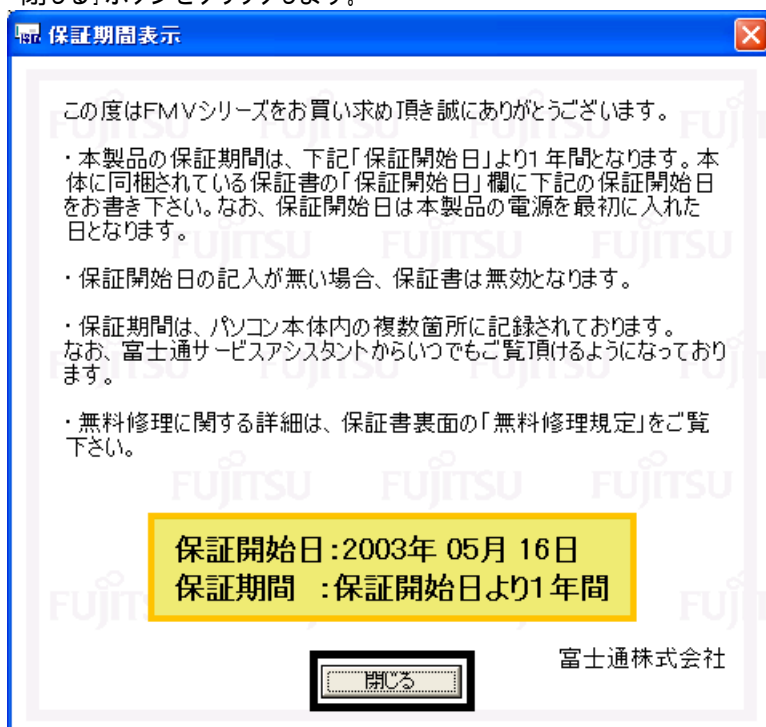 閉じる」ボタンをクリックします。
保証期間表示
この度はFMVシリーズをお買い求め頂き誠にありがとうございます。
・本製品の保証期間は、下記「保証開始日」より1年間となります。本
体に同梱されている保証書の「保証開始日」欄に下記の保証開始日
をお書き下さい。なお、保証開始日は本製品の電源を最初に入れた
日となります。
・保証開始日の記入が無い場合、保証書は無効となります。
・保証期間は、パソコン本体内の複数箇所に記録されております。
なお、富士通サービスアシスタントからいつでもご覧頂けるようになっており
ます。
・無料修理に関する詳細は、保証書裏面の「無料修理規定」をご覧
下さい。
FUJITSU FUJITSU FUJITSU
保証開始日:2003年 05月 16日
保証期間 :保証開始日より1年間
富士通株式会社
閉じる